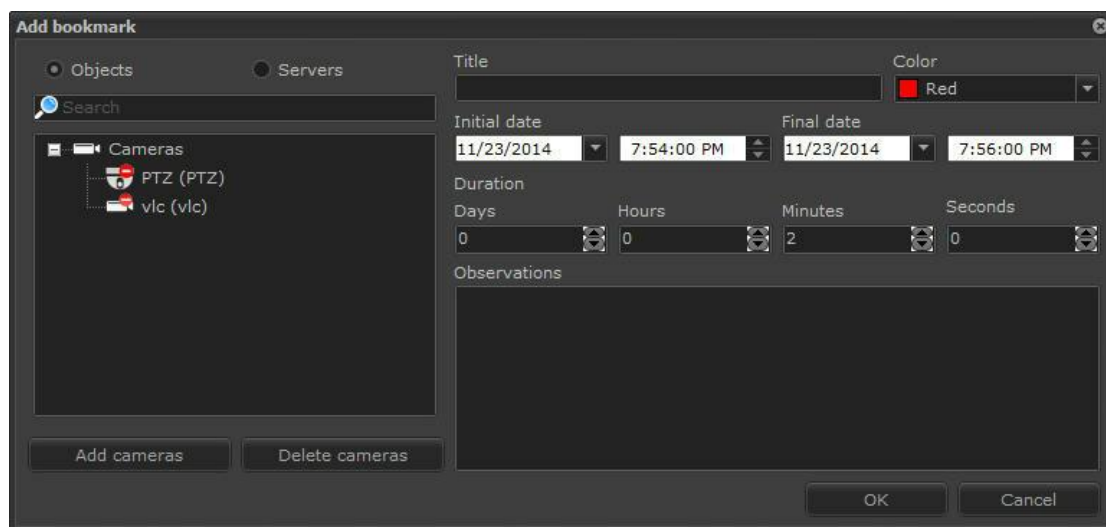 Add bookmark
Objects Servers
Search
Cameras
PTZ (PTZ)
vlc (vlc)
Add cameras Delete cameras
Title Color
Red
Initial date Final date
11/23/2014 7:54:00 PM 11/23/2014 7:56:00 PM
Duration
Days Hours Minutes Seconds
0 0 2 0
Observations
OK Cancel